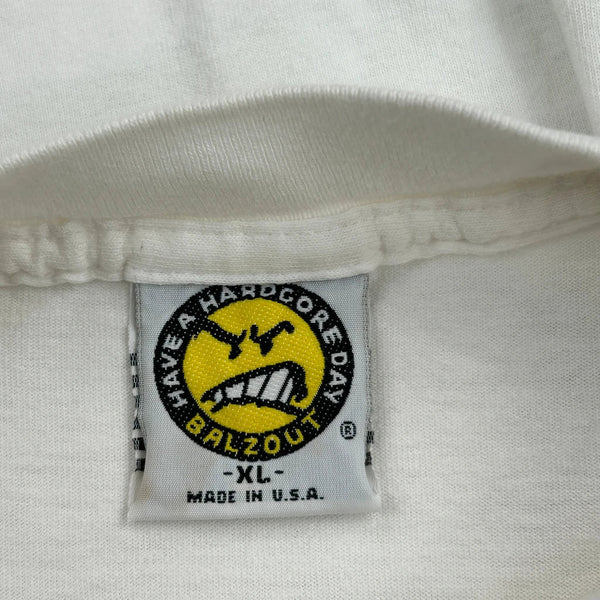 HAVE A HARDCORE DAY
BALZOUT
®
-XL-
MADE IN U.S.A.